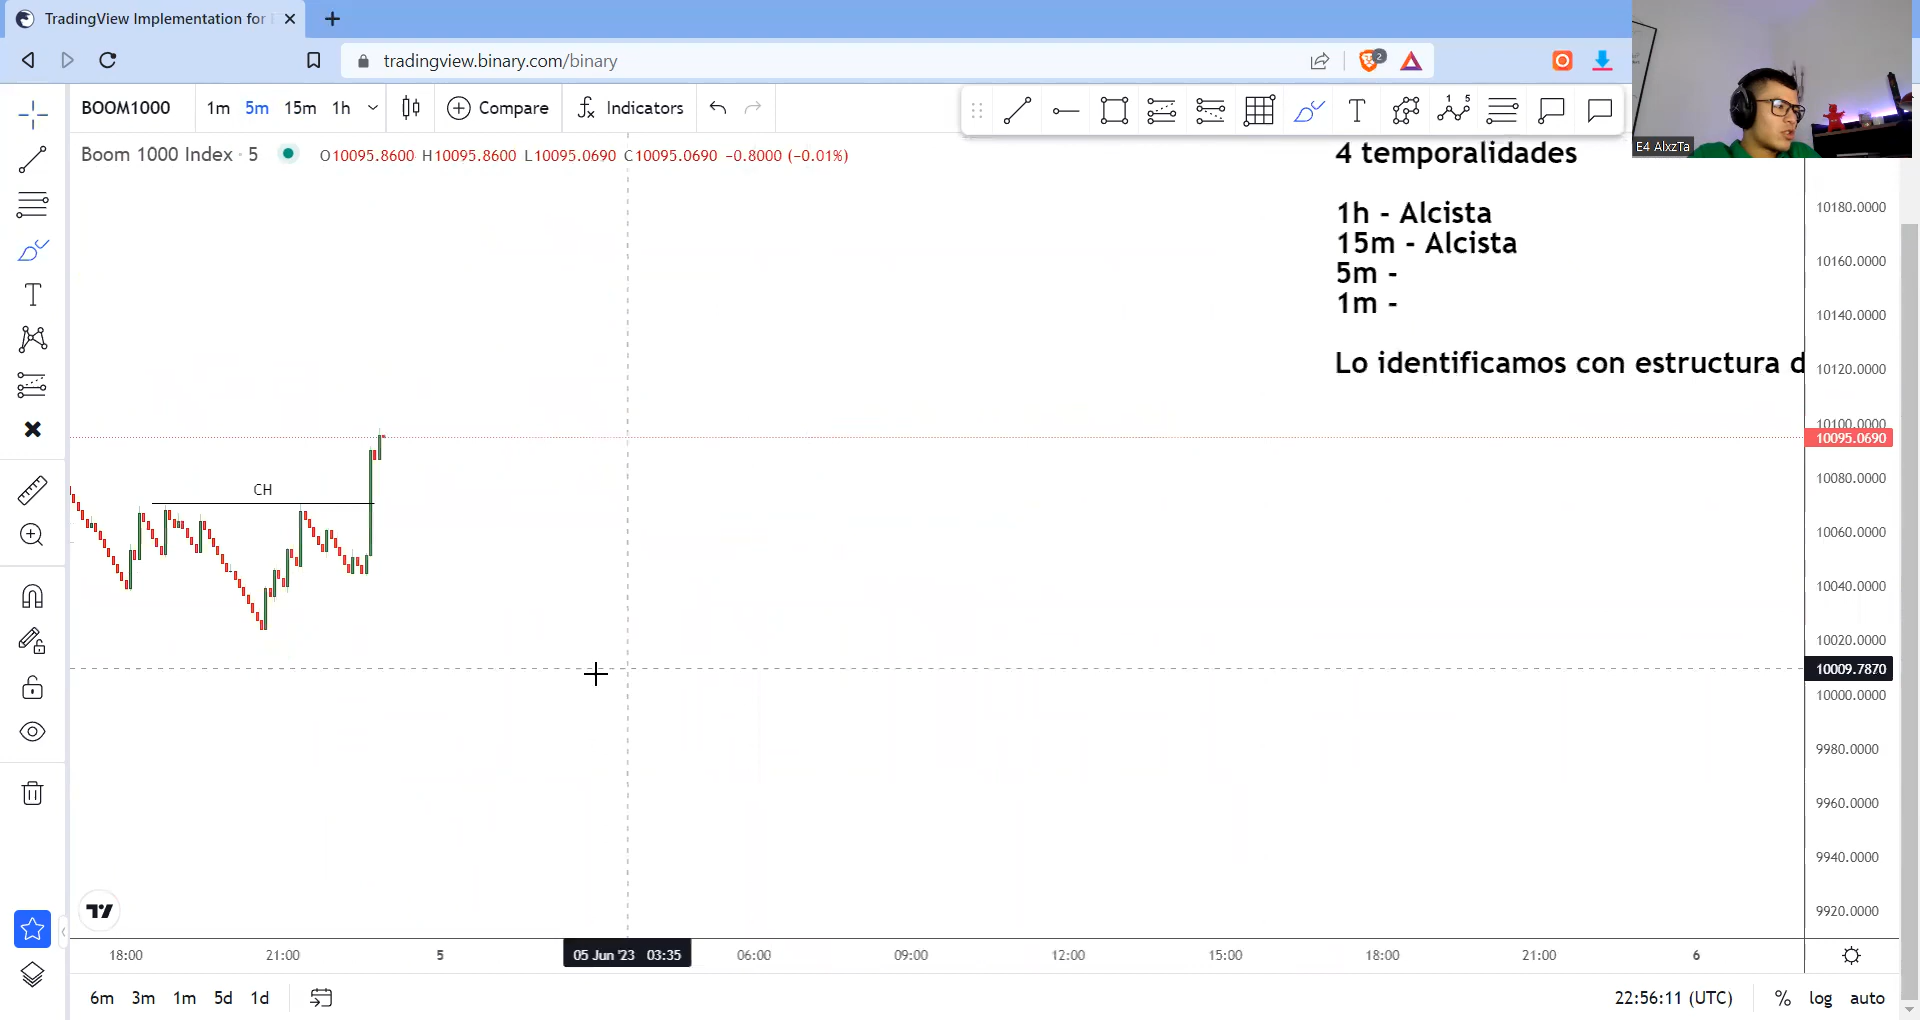 TradingView Implementation for
tradingview.binary.com/binary
2
BOOM1000
1m
5m
15m
1h
Compare
Indicators
T
1 5
E4 AlxzTa
Boom 1000 Index · 5
O10095.8600 H10095.8600 L10095.0690 C10095.0690 -0.8000 (-0.01%)
4 temporalidades
1h - Alcista
15m - Alcista
5m -
1m -
Lo identificamos con estructura d
CH
10180.0000
10160.0000
10140.0000
10120.0000
10100.0000
10095.0690
10080.0000
10060.0000
10040.0000
10020.0000
10009.7870
10000.0000
9980.0000
9960.0000
9940.0000
9920.0000
18:00
21:00
5
05 Jun '23 03:35
06:00
09:00
12:00
15:00
18:00
21:00
6
6m
3m
1m
5d
1d
22:56:11 (UTC)
%
log
auto